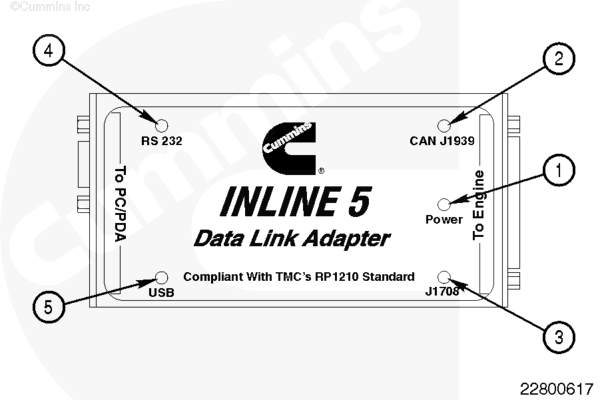 ©Cummins
Cummins
4
2
RS 232
CAN J1939
Cummins
®
To PC/PDA
INLINE 5
1
Power
To Engine
Data Link Adapter
Compliant With TMC's RP1210 Standard
USB
J1708
5
3
22800617